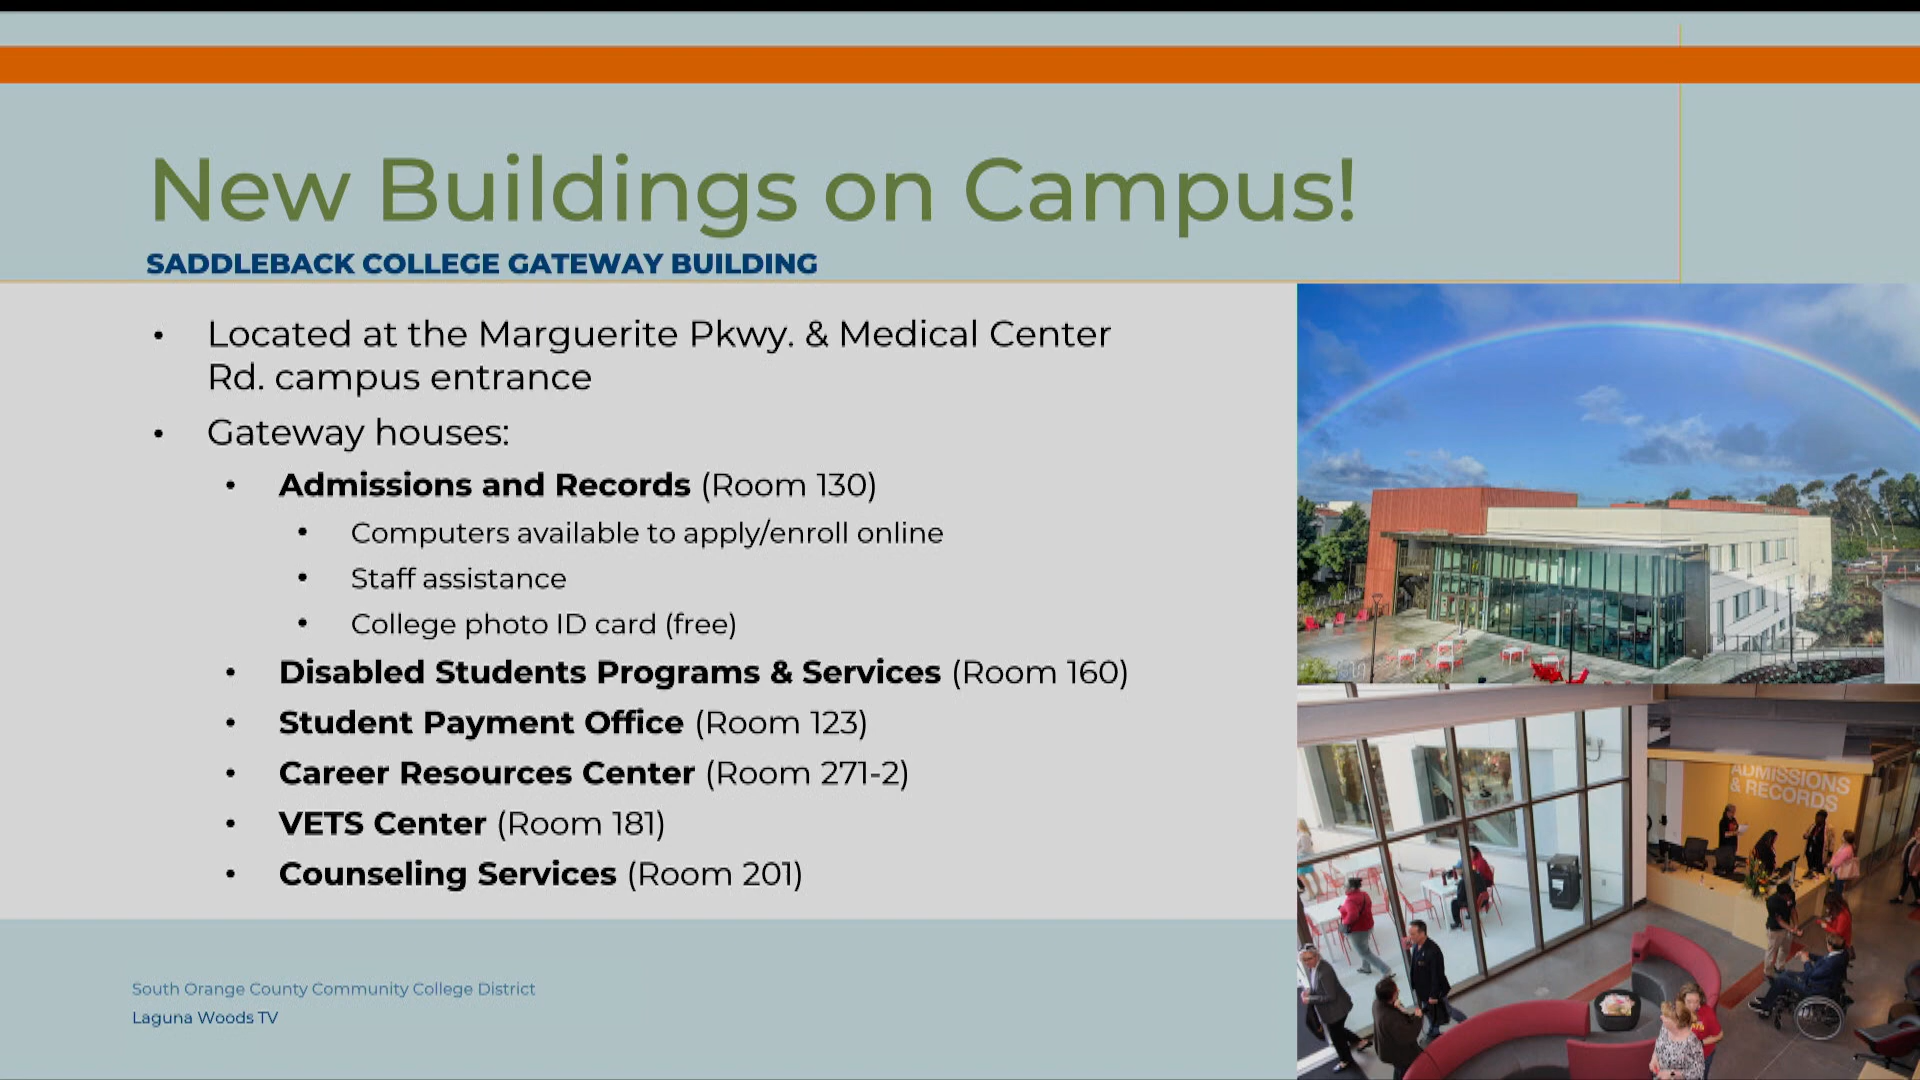 New Buildings on Campus!
SADDLEBACK COLLEGE GATEWAY BUILDING
• Located at the Marguerite Pkwy. & Medical Center
Rd. campus entrance
• Gateway houses:
• Admissions and Records (Room 130)
• Computers available to apply/enroll online
• Staff assistance
• College photo ID card (free)
• Disabled Students Programs & Services (Room 160)
• Student Payment Office (Room 123)
• Career Resources Center (Room 271-2)
• VETS Center (Room 181)
• Counseling Services (Room 201)
ADMISSIONS
& RECORDS
South Orange County Community College District
Laguna Woods TV